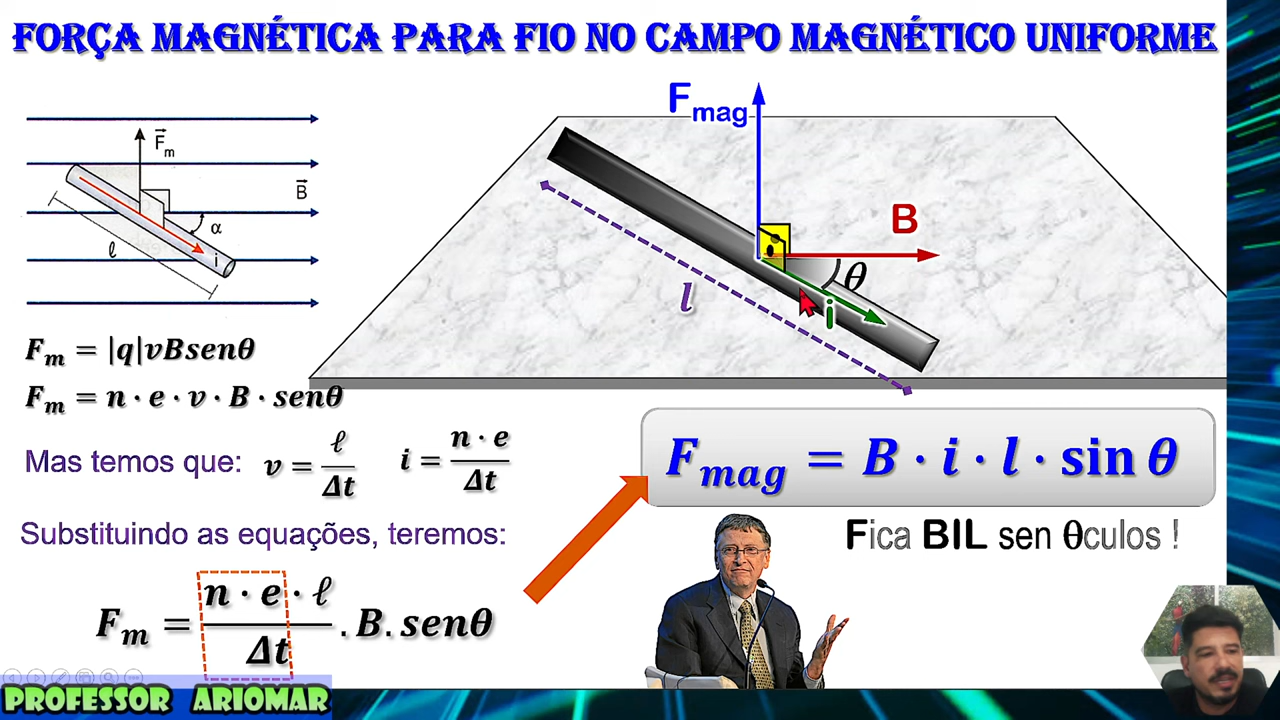 FORÇA MAGNÉTICA PARA FIO NO CAMPO MAGNÉTICO UNIFORME
F⃗m
B⃗
α
ℓ
i
Fmag
B
θ
l
i
Fm = |q|vBsenθ
Fm = n · e · v · B · senθ
Mas temos que: v = ℓ/Δt i = n · e/Δt
Substituindo as equações, teremos:
Fm = n · e · ℓ/Δt . B. senθ
Fmag = B · i · l · sin θ
Fica BIL sen θculos !
PROFESSOR ARIOMAR